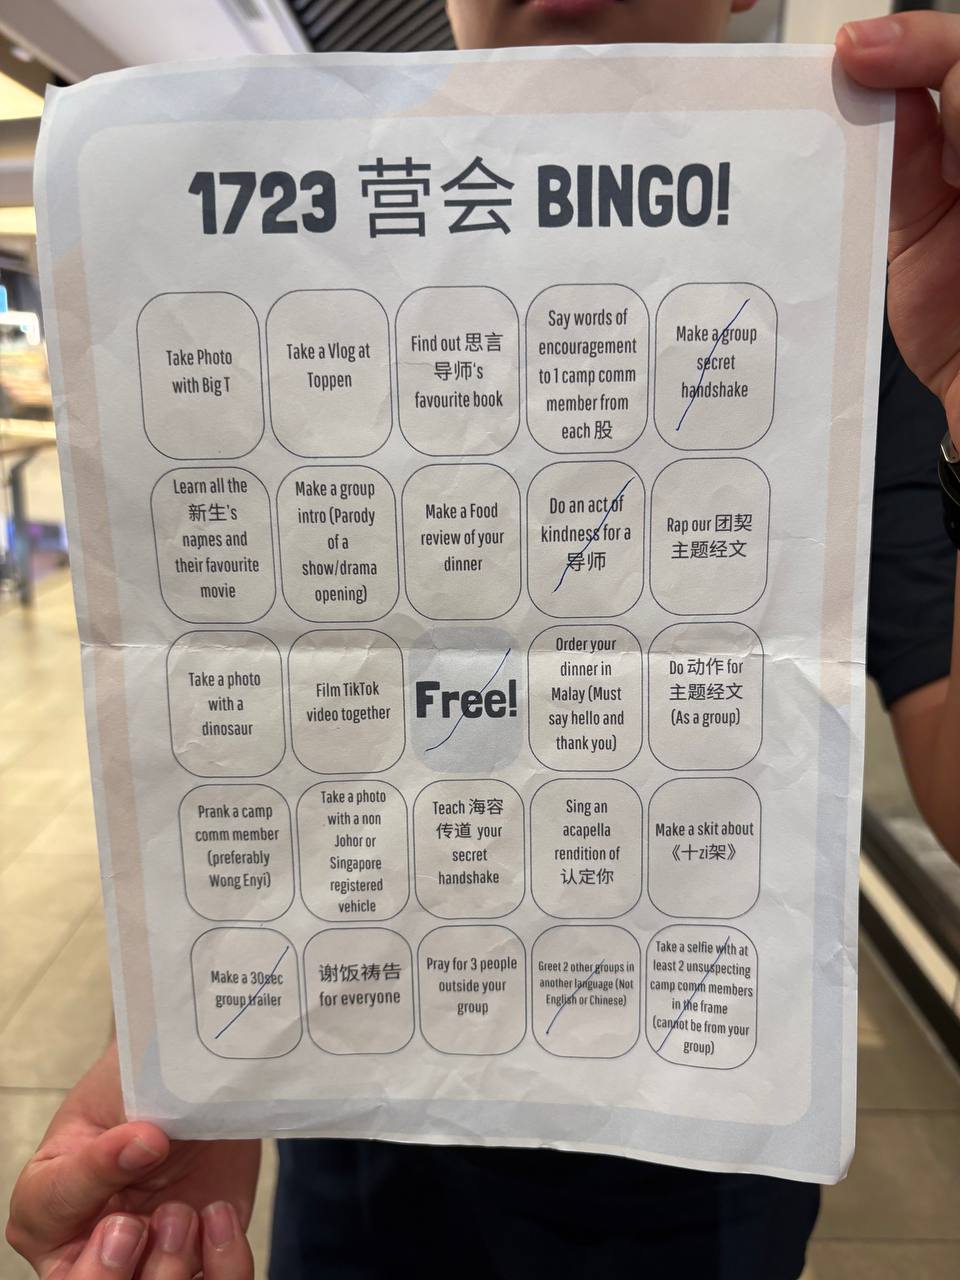 1723 营会 BINGO!
Take Photo
with Big T
Take a Vlog at
Toppen
Find out 思言
导师's
favourite book
Say words of
encouragement
to 1 camp comm
member from
each 股
Make a group
secret
handshake
Learn all the
新生's
names and
their favourite
movie
Make a group
intro (Parody
of a
show/drama
opening)
Make a Food
review of your
dinner
Do an act of
kindness for a
导师
Rap our 团契
主题经文
Take a photo
with a
dinosaur
Film TikTok
video together
Free!
Order your
dinner in
Malay (Must
say hello and
thank you)
Do 动作 for
主题经文
(As a group)
Prank a camp
comm member
(preferably
Wong Enyi)
Take a photo
with a non
Johor or
Singapore
registered
vehicle
Teach 海容
传道 your
secret
handshake
Sing an
acapella
rendition of
认定你
Make a skit about
《十zi架》
Make a 30sec
group trailer
谢饭祷告
for everyone
Pray for 3 people
outside your
group
Greet 2 other groups in
another language (Not
English or Chinese)
Take a selfie with at
least 2 unsuspecting
camp comm members
in the frame
(cannot be from your
group)